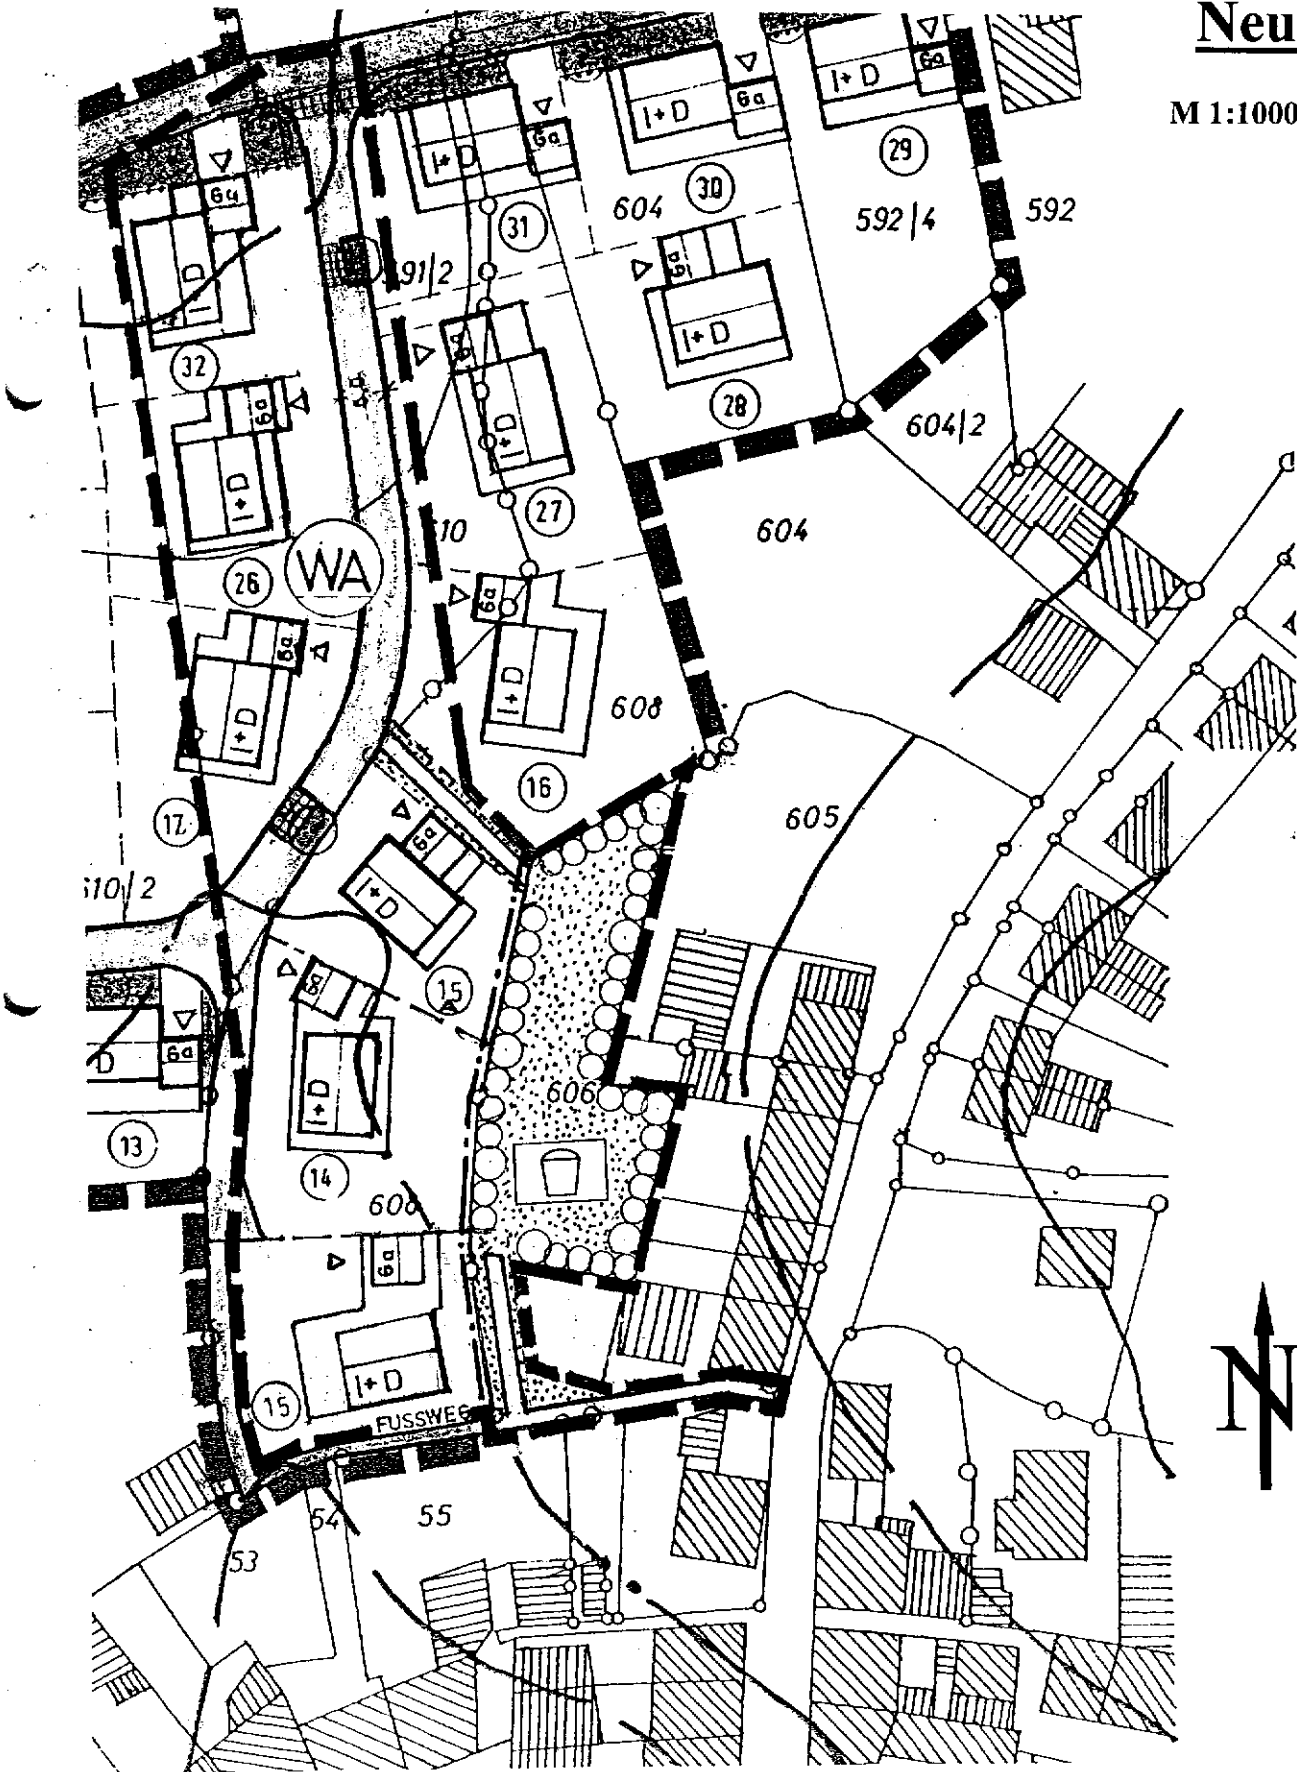 Neu
M 1:1000
I+D
Ga
29
I+D
Ga
30
I+D
Ga
31
604
592/4
592
Ga
I D
32
91/2
Ga
I+D
28
Ga
I+D
27
604/2
604
Ga
I+D
26
WA
10
Ga
I+D
16
608
Ga
I+D
17
610/2
605
Ga
I+D
15
Ga
I+D
14
D
Ga
13
606
608
Ga
I+D
15
FUSSWEG
54
55
53
N